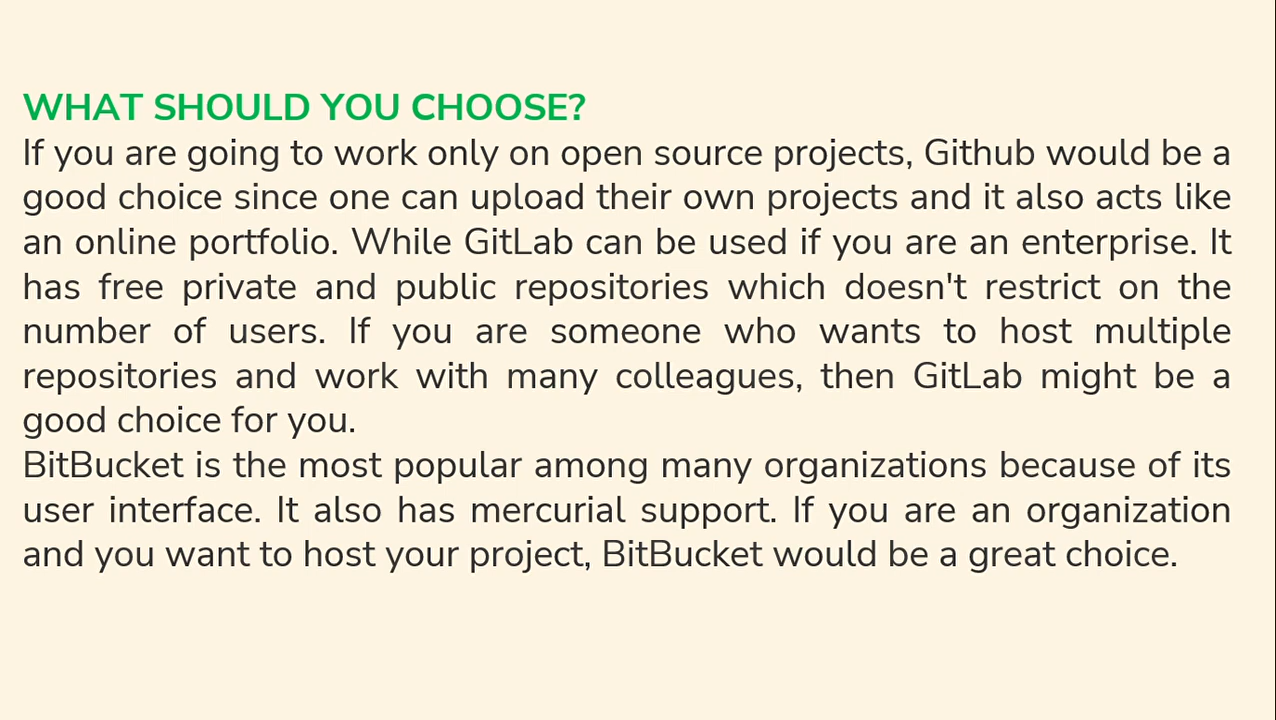 WHAT SHOULD YOU CHOOSE?
If you are going to work only on open source projects, Github would be a
good choice since one can upload their own projects and it also acts like
an online portfolio. While GitLab can be used if you are an enterprise. It
has free private and public repositories which doesn't restrict on the
number of users. If you are someone who wants to host multiple
repositories and work with many colleagues, then GitLab might be a
good choice for you.
BitBucket is the most popular among many organizations because of its
user interface. It also has mercurial support. If you are an organization
and you want to host your project, BitBucket would be a great choice.